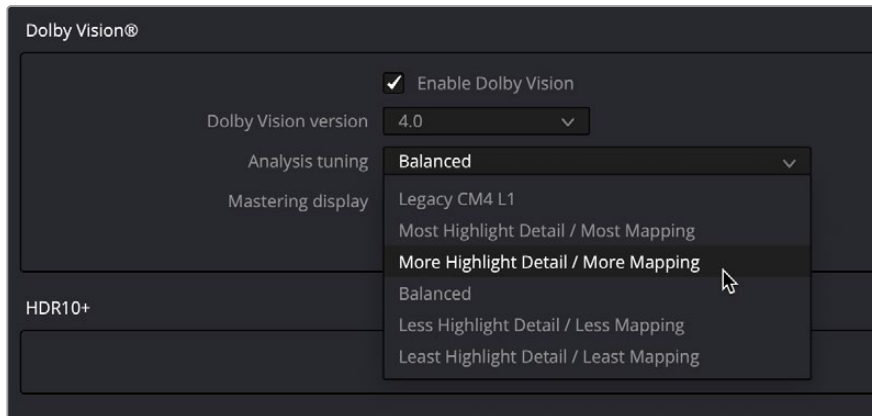 Dolby Vision®
Enable Dolby Vision
Dolby Vision version 4.0
Analysis tuning Balanced
Mastering display
Legacy CM4 L1
Most Highlight Detail / Most Mapping
More Highlight Detail / More Mapping
Balanced
Less Highlight Detail / Less Mapping
Least Highlight Detail / Least Mapping
HDR10+